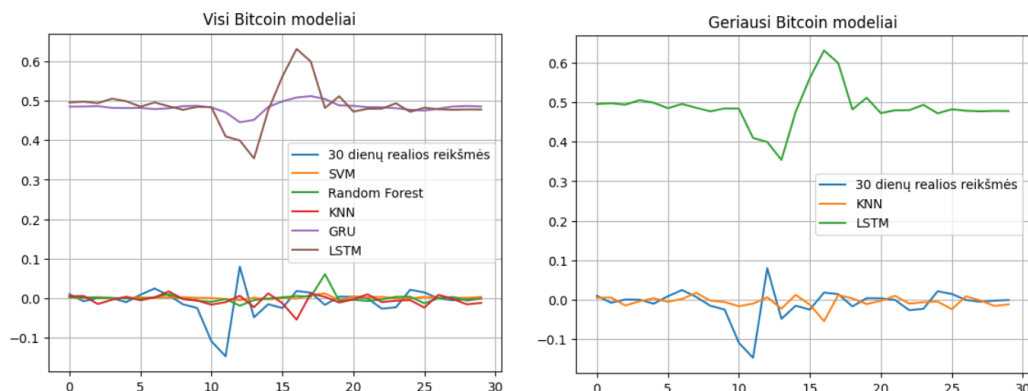 Visi Bitcoin modeliai
0.6
0.5
0.4
0.3
0.2
0.1
0.0
−0.1
0
5
10
15
20
25
30
30 dienų realios reikšmės
SVM
Random Forest
KNN
GRU
LSTM
Geriausi Bitcoin modeliai
0.6
0.5
0.4
0.3
0.2
0.1
0.0
−0.1
0
5
10
15
20
25
30
30 dienų realios reikšmės
KNN
LSTM